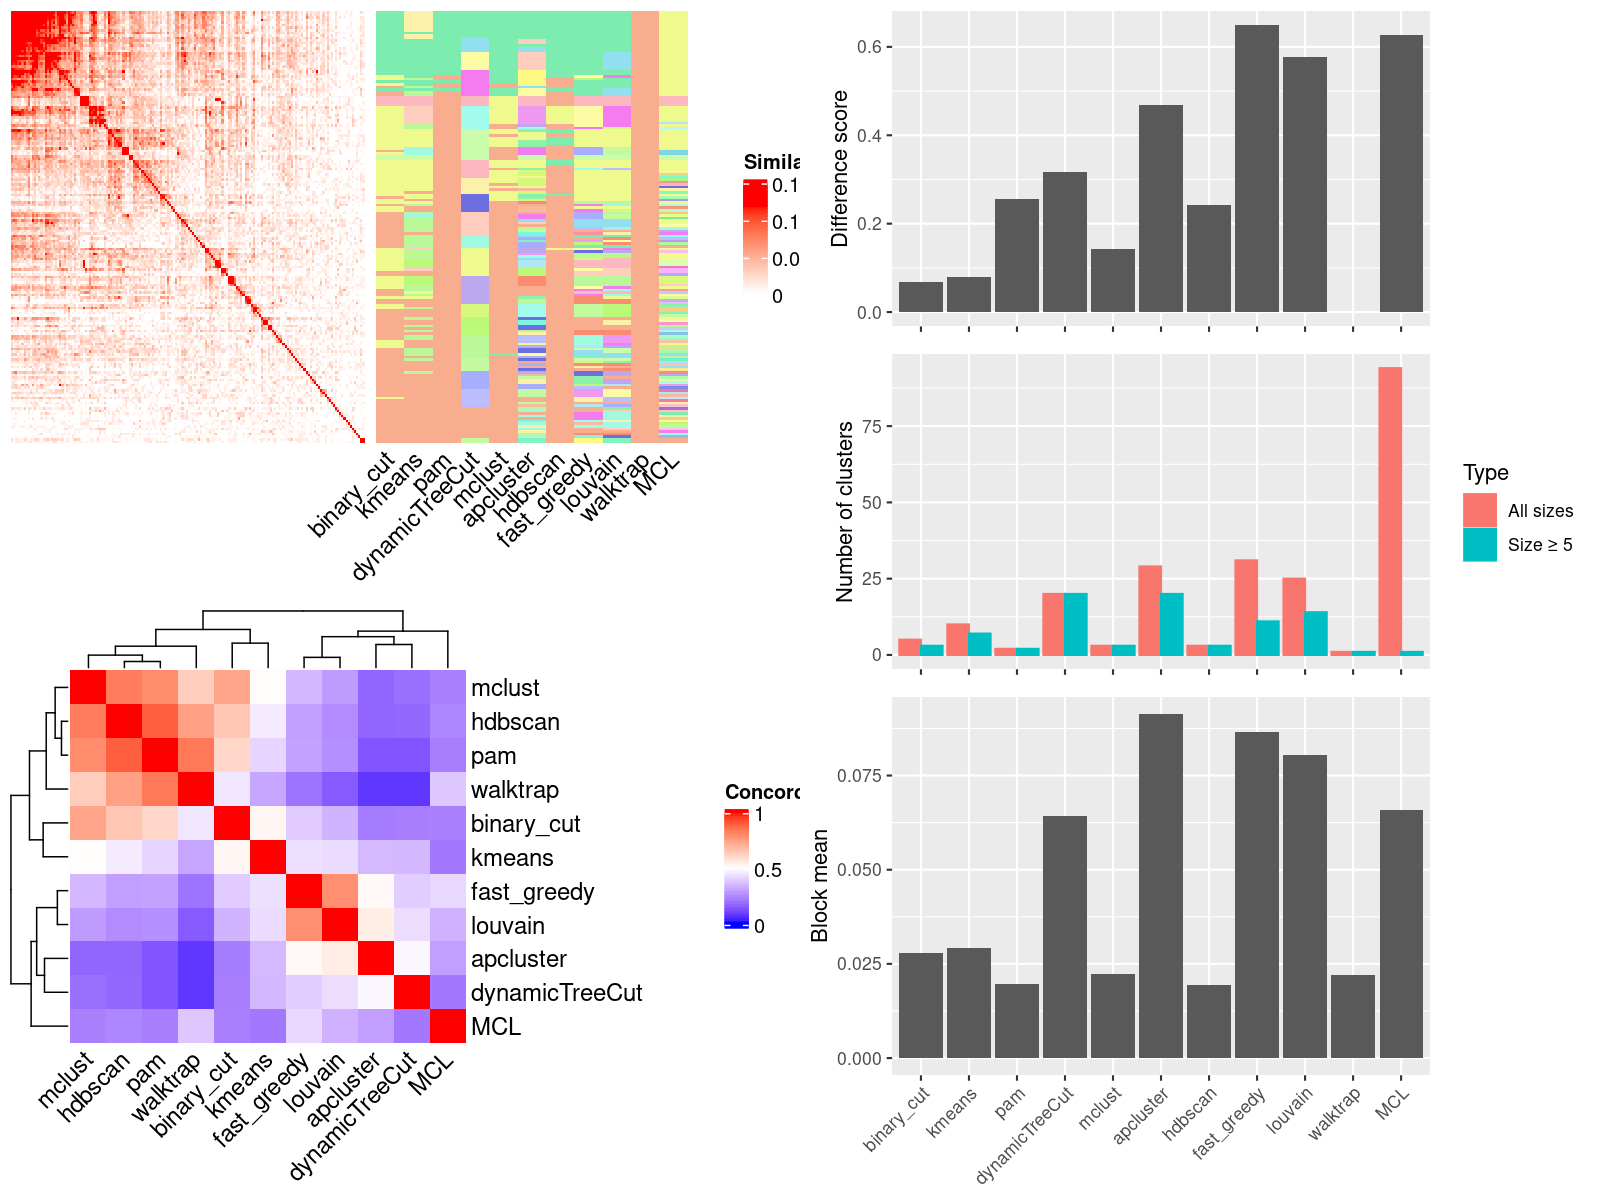 Simila
0.1
0.1
0.0
0
binary_cut
kmeans
pam
dynamicTreeCut
mclust
apcluster
hdbscan
fast_greedy
louvain
walktrap
MCL
mclust
hdbscan
pam
walktrap
binary_cut
kmeans
fast_greedy
louvain
apcluster
dynamicTreeCut
MCL
mclust
hdbscan
pam
walktrap
binary_cut
kmeans
fast_greedy
louvain
apcluster
dynamicTreeCut
MCL
Concord
1
0.5
0
Difference score
0.6
0.4
0.2
0.0
Number of clusters
75
50
25
0
Type
All sizes
Size ≥ 5
Block mean
0.075
0.050
0.025
0.000
binary_cut
kmeans
pam
dynamicTreeCut
mclust
apcluster
hdbscan
fast_greedy
louvain
walktrap
MCL